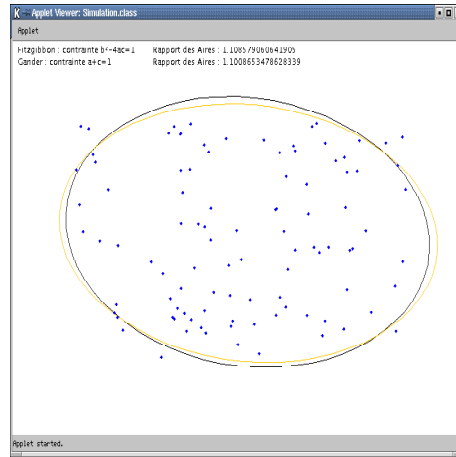 Applet Viewer: Simulation.class
Applet
Fitzgibbon : contrainte b²-4ac=1 Rapport des Aires : 1.108579060641905
Gander : contrainte a+c=1 Rapport des Aires : 1.1008653478628339
Applet started.